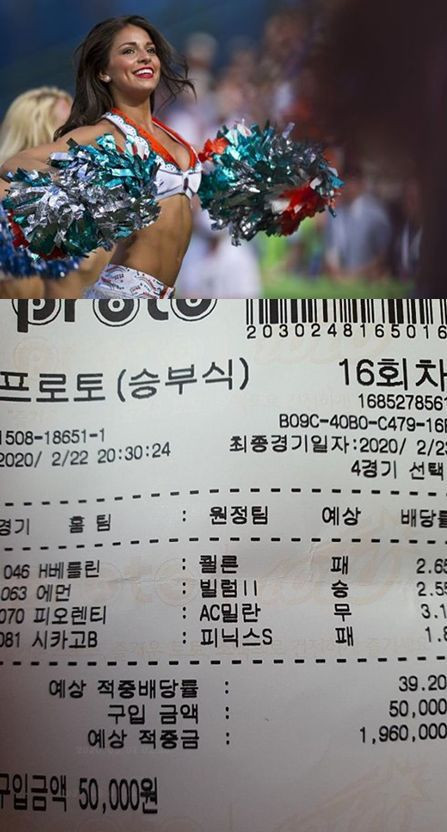 proto
2030248165016
프로토(승부식) 16회차
1685278561
1508-18651-1 B09C-40B0-C479-16
2020/ 2/22 20:30:24 최종경기일자:2020/ 2/2
4경기 선택
경기 홈 팀 : 원정팀 예상 배당률
046 H베를린 : 쾰른 패 2.65
063 에먼 : 빌럼II 승 2.55
070 피오렌티 : AC밀란 무 3.1
081 시카고B : 피닉스S 패 1.8
예상 적중배당률 : 39.20
구입 금액 : 50,000
예상 적중금 : 1,960,000
구입금액 50,000원